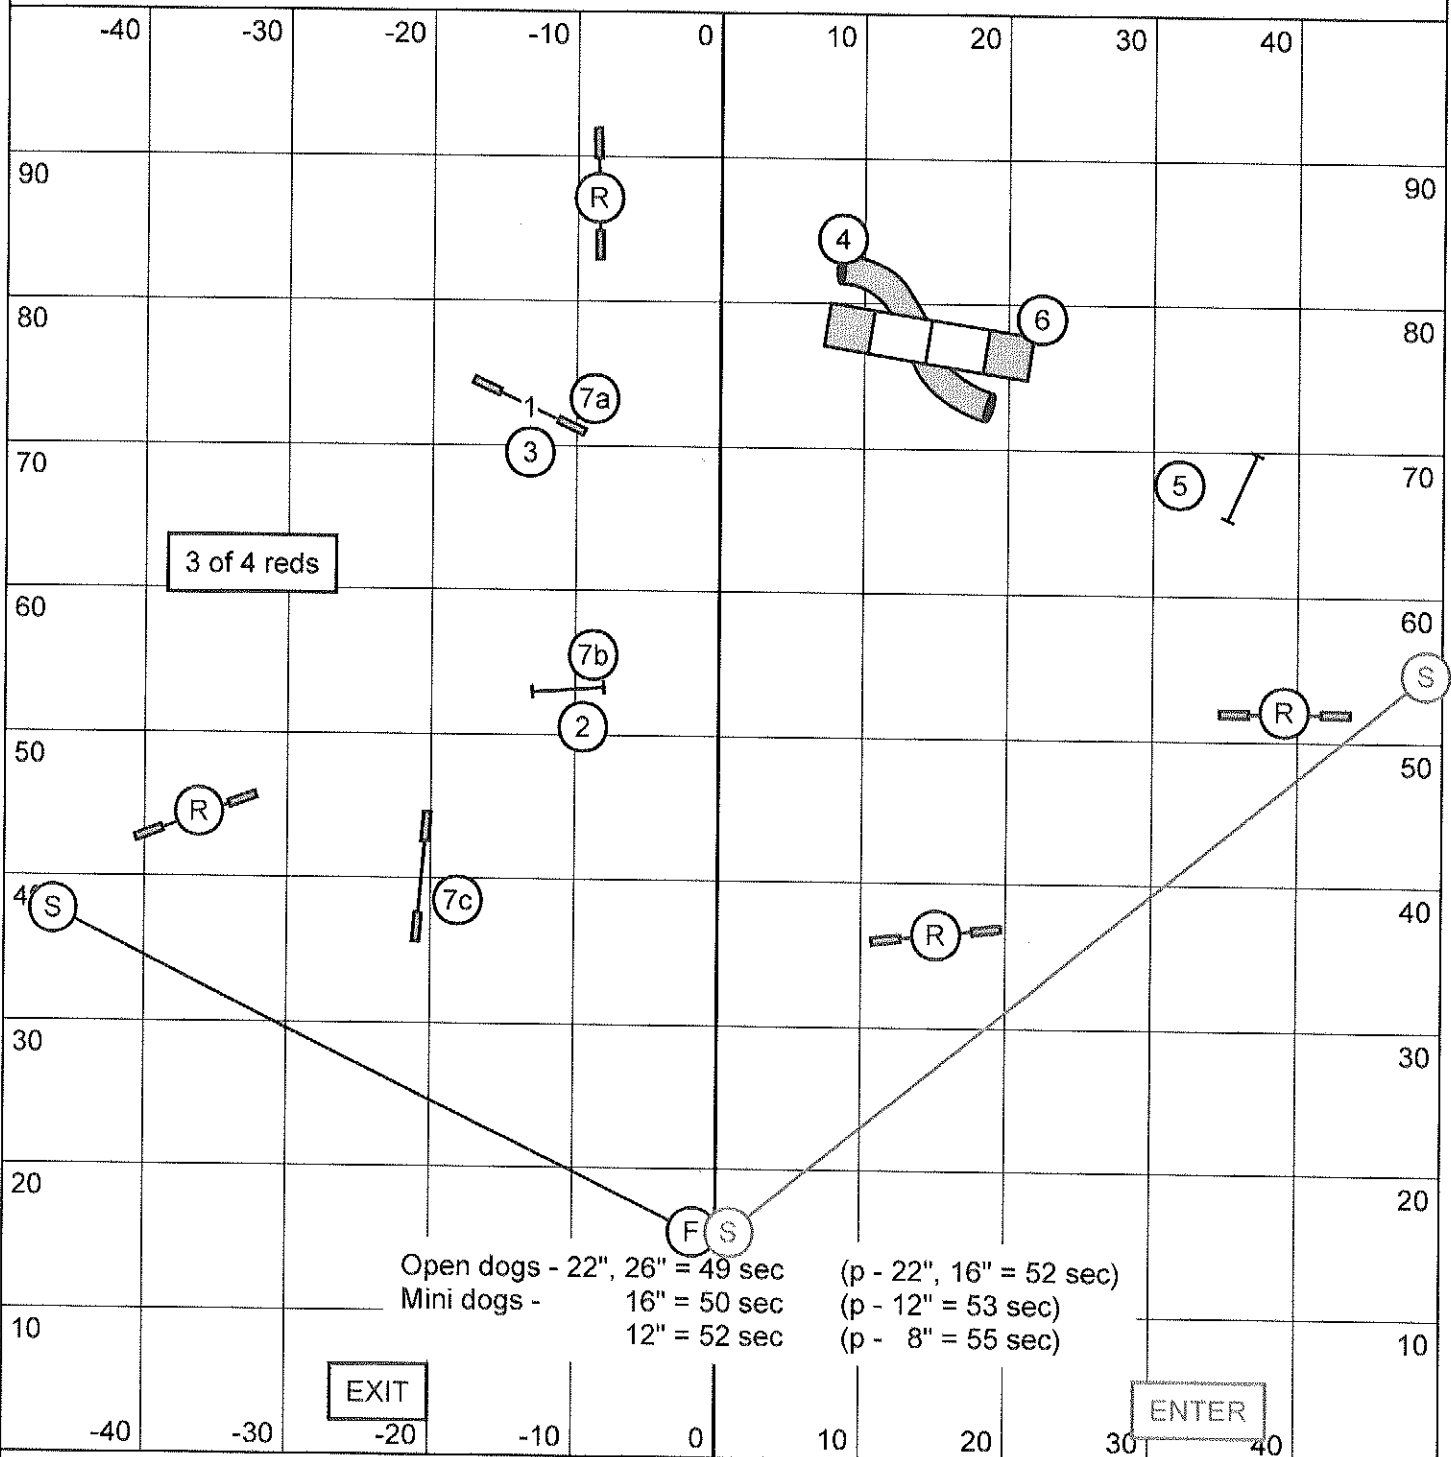 -40 -30 -20 -10 0 10 20 30 40
90 R 90
4
80 6 80
7a
1
3
70 5 70
3 of 4 reds
60 7b 60
S
R
2
50 50
R
40 S 7c 40
R
30 30
20 20
F S
Open dogs - 22", 26" = 49 sec (p - 22", 16" = 52 sec)
Mini dogs - 16" = 50 sec (p - 12" = 53 sec)
12" = 52 sec (p - 8" = 55 sec)
10 10
EXIT ENTER
-40 -30 -20 -10 0 10 20 30 40